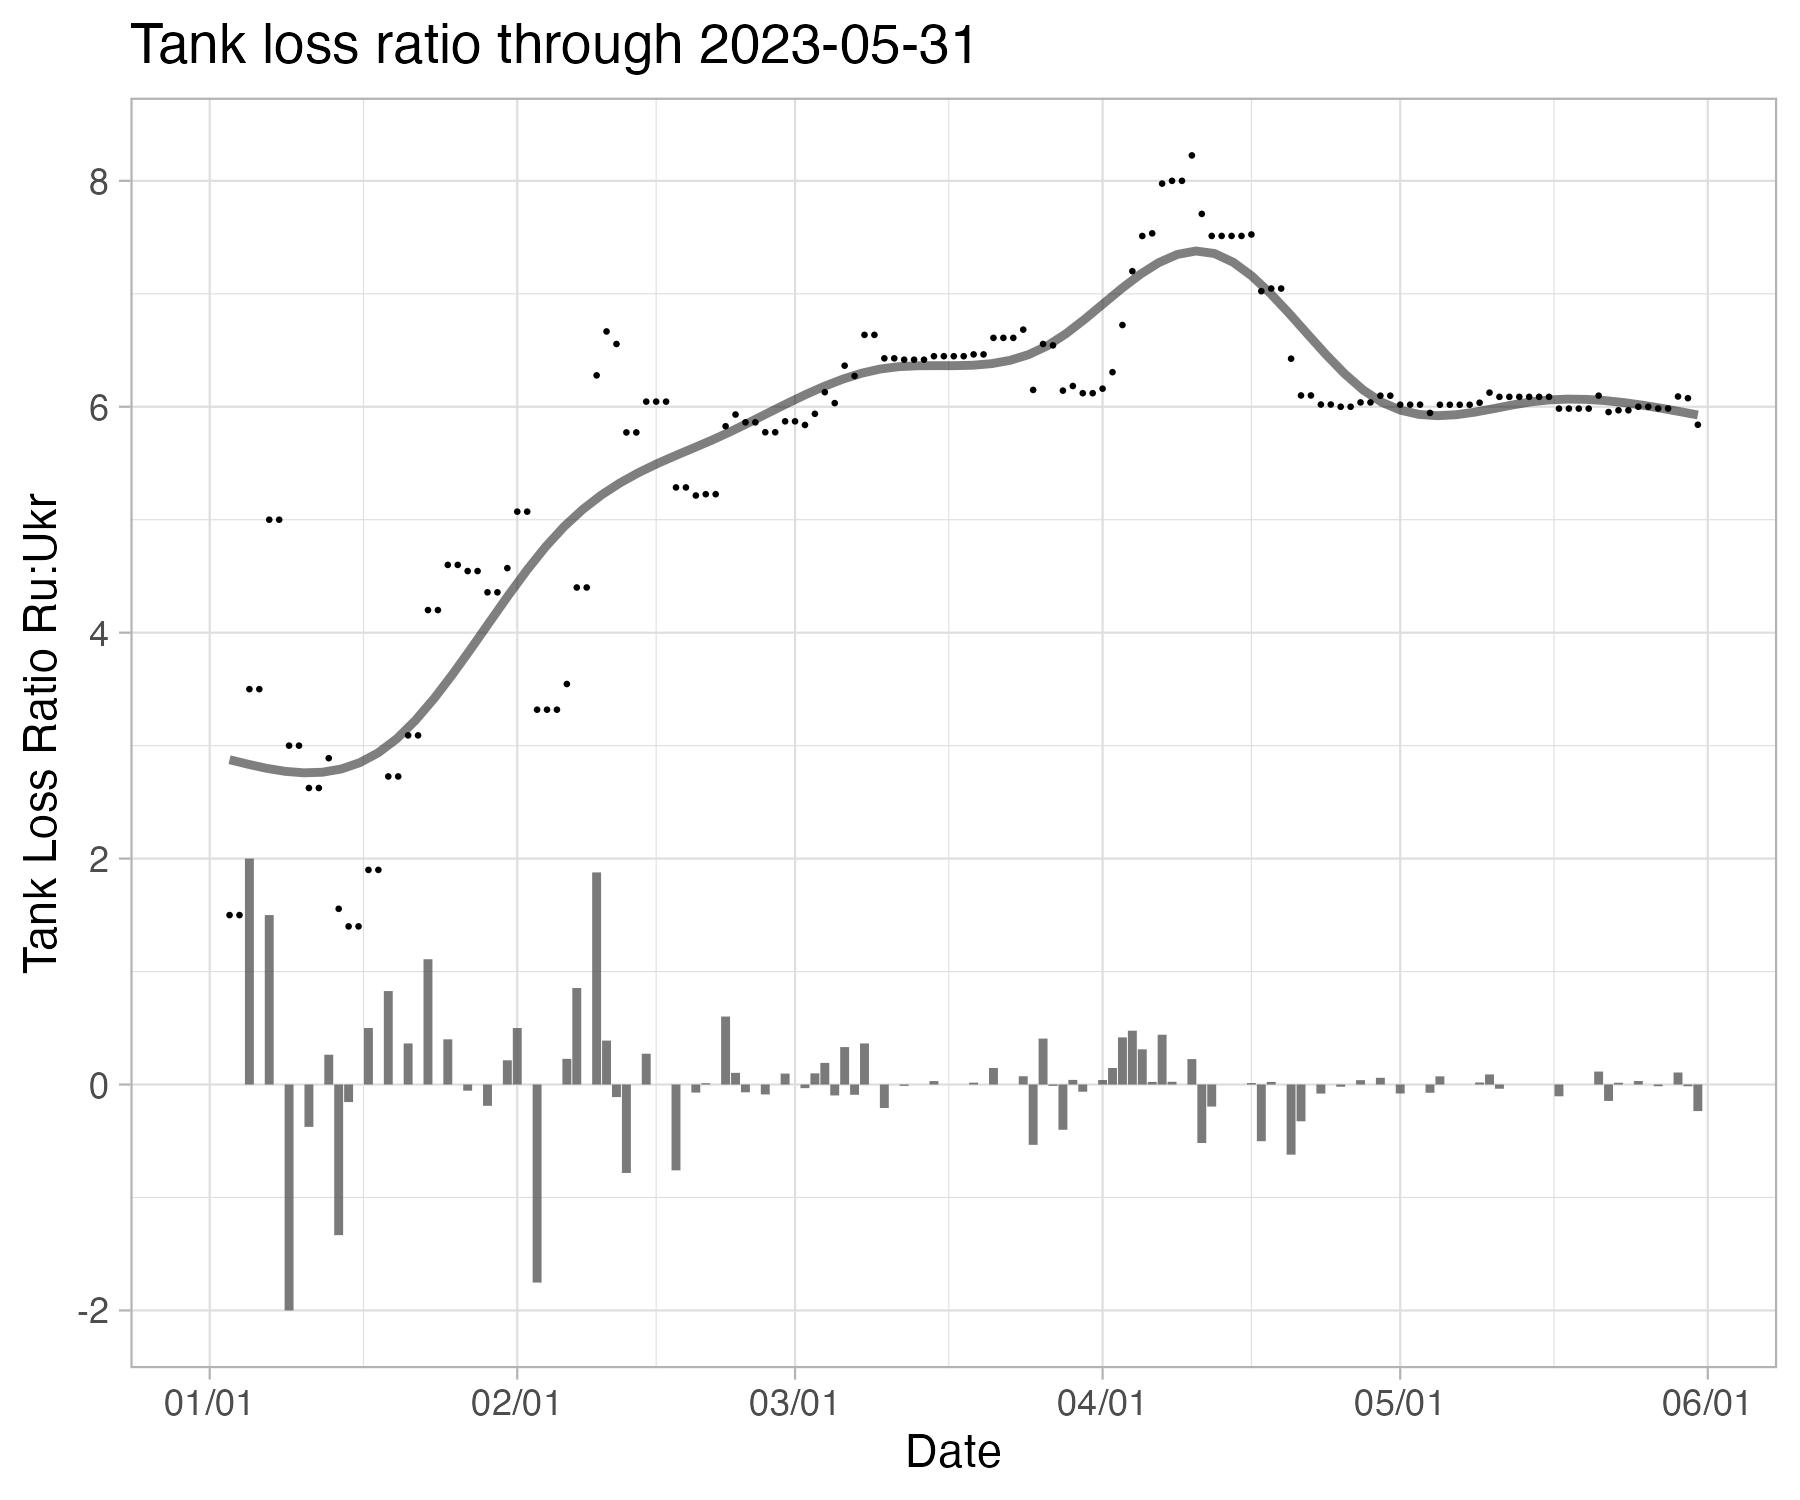 Tank loss ratio through 2023-05-31
Tank Loss Ratio Ru:Ukr
8
6
4
2
0
-2
01/01 02/01 03/01 04/01 05/01 06/01
Date